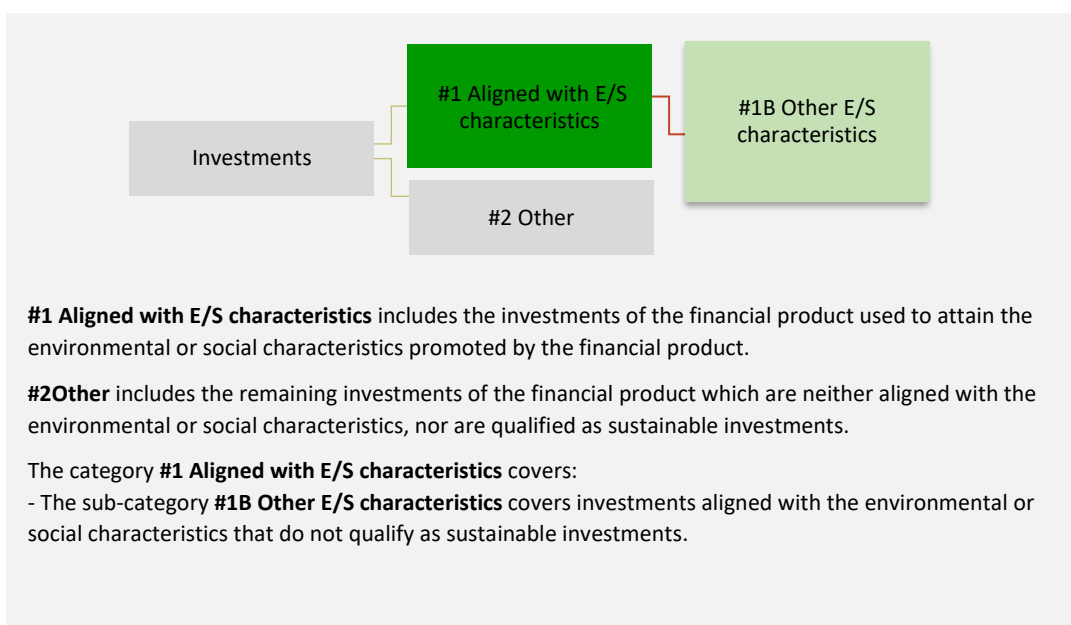 #1 Aligned with E/S
characteristics
#1B Other E/S
characteristics
Investments
#2 Other
#1 Aligned with E/S characteristics includes the investments of the financial product used to attain the
environmental or social characteristics promoted by the financial product.
#2Other includes the remaining investments of the financial product which are neither aligned with the
environmental or social characteristics, nor are qualified as sustainable investments.
The category #1 Aligned with E/S characteristics covers:
- The sub-category #1B Other E/S characteristics covers investments aligned with the environmental or
social characteristics that do not qualify as sustainable investments.